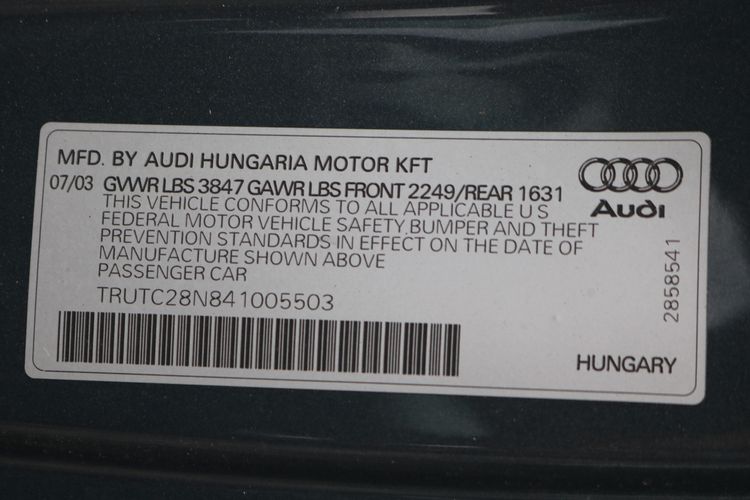 MFD. BY AUDI HUNGARIA MOTOR KFT
07/03 GVWR LBS 3847 GAWR LBS FRONT 2249/REAR 1631
THIS VEHICLE CONFORMS TO ALL APPLICABLE U S
FEDERAL MOTOR VEHICLE SAFETY, BUMPER AND THEFT
PREVENTION STANDARDS IN EFFECT ON THE DATE OF
MANUFACTURE SHOWN ABOVE
PASSENGER CAR
TRUTC28N841005503
Audi
2858541
HUNGARY